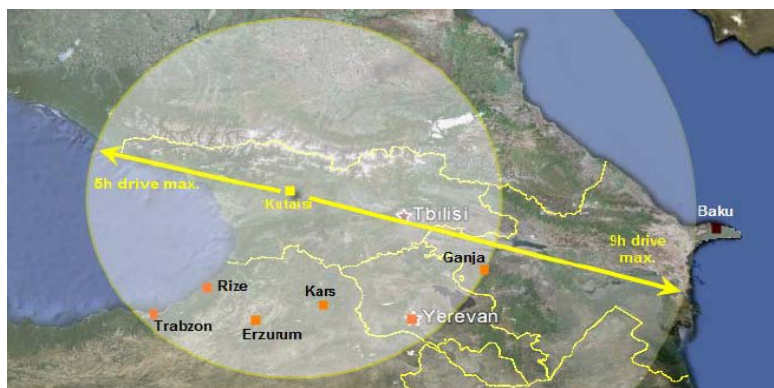 5h drive max.
Kutaisi
Tbilisi
Baku
9h drive
max.
Ganja
Rize
Kars
Yerevan
Trabzon
Erzurum